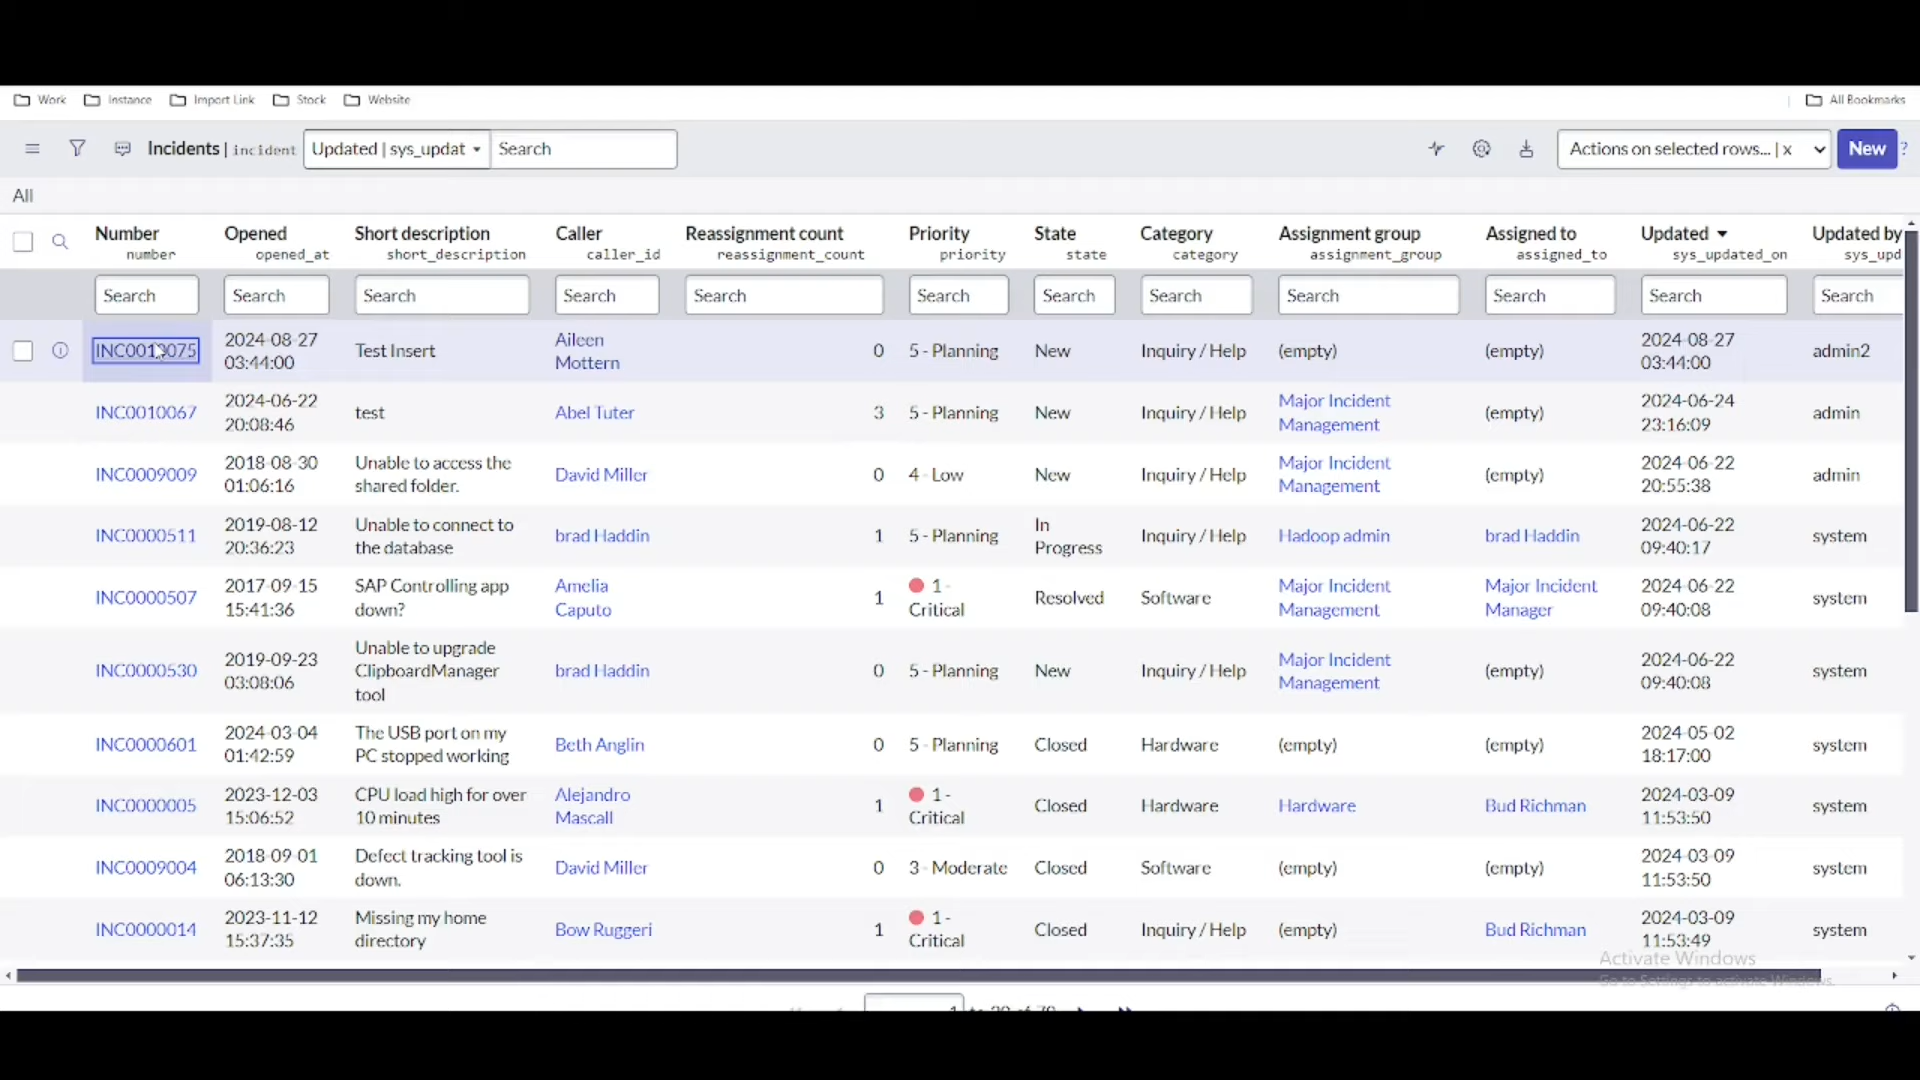 Work Instance Import Link Stock Website All Bookmarks
Incidents | incident Updated | sys_updat Search Actions on selected rows... | x New ?
All
Number Opened Short description Caller Reassignment count Priority State Category Assignment group Assigned to Updated Updated by
number opened_at short_description caller_id reassignment_count priority state category assignment_group assigned_to sys_updated_on sys_upd
Search Search Search Search Search Search Search Search Search Search Search Search
INC0010075 2024-08-27 03:44:00 Test Insert Aileen Mottern 0 5 - Planning New Inquiry / Help (empty) (empty) 2024-08-27 03:44:00 admin2
INC0010067 2024-06-22 20:08:46 test Abel Tuter 3 5 - Planning New Inquiry / Help Major Incident Management (empty) 2024-06-24 23:16:09 admin
INC0009009 2018-08-30 01:06:16 Unable to access the shared folder. David Miller 0 4 - Low New Inquiry / Help Major Incident Management (empty) 2024-06-22 20:55:38 admin
INC0000511 2019-08-12 20:36:23 Unable to connect to the database brad Haddin 1 5 - Planning In Progress Inquiry / Help Hadoop admin brad Haddin 2024-06-22 09:40:17 system
INC0000507 2017-09-15 15:41:36 SAP Controlling app down? Amelia Caputo 1 1 - Critical Resolved Software Major Incident Management Major Incident Manager 2024-06-22 09:40:08 system
INC0000530 2019-09-23 03:08:06 Unable to upgrade ClipboardManager tool brad Haddin 0 5 - Planning New Inquiry / Help Major Incident Management (empty) 2024-06-22 09:40:08 system
INC0000601 2024-03-04 01:42:59 The USB port on my PC stopped working Beth Anglin 0 5 - Planning Closed Hardware (empty) (empty) 2024-05-02 18:17:00 system
INC0000005 2023-12-03 15:06:52 CPU load high for over 10 minutes Alejandro Mascall 1 1 - Critical Closed Hardware Hardware Bud Richman 2024-03-09 11:53:50 system
INC0009004 2018-09-01 06:13:30 Defect tracking tool is down. David Miller 0 3 - Moderate Closed Software (empty) (empty) 2024-03-09 11:53:50 system
INC0000014 2023-11-12 15:37:35 Missing my home directory Bow Ruggeri 1 1 - Critical Closed Inquiry / Help (empty) Bud Richman 2024-03-09 11:53:49 system
Activate Windows
Go to Settings to activate Windows.